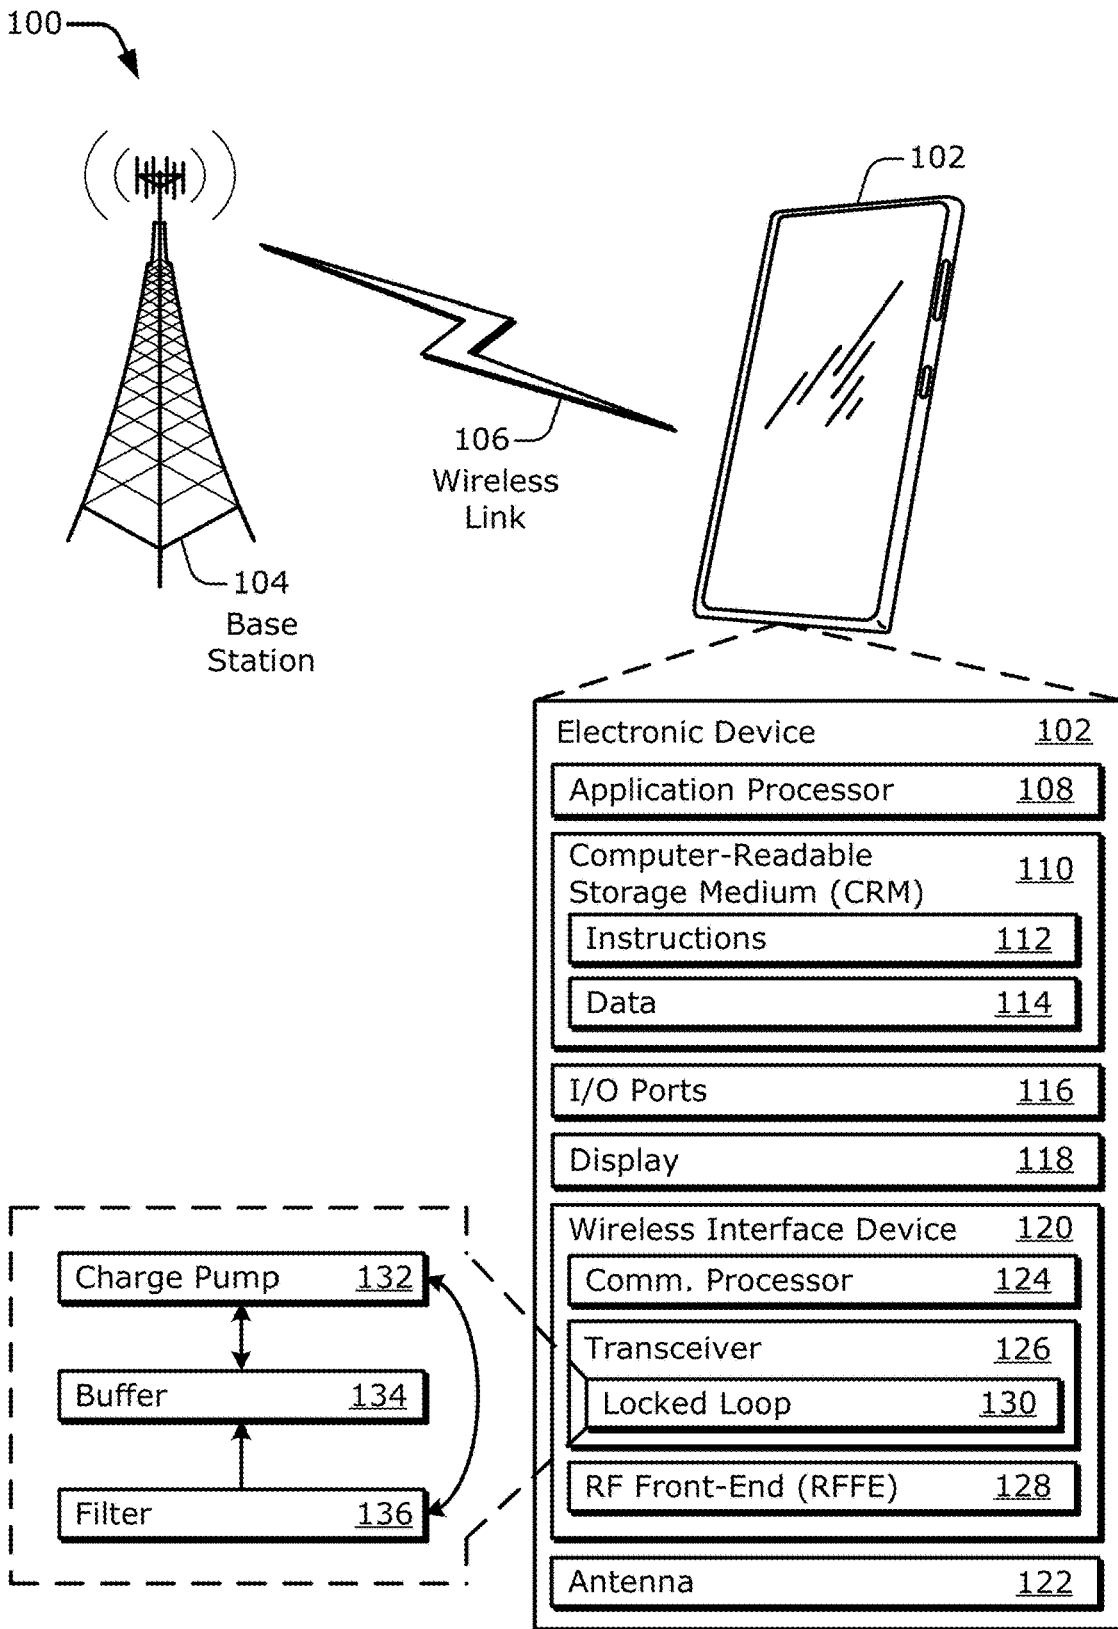 100
102
106
Wireless
Link
104
Base
Station
Electronic Device 102
Application Processor 108
Computer-Readable
Storage Medium (CRM) 110
Instructions 112
Data 114
I/O Ports 116
Display 118
Wireless Interface Device 120
Comm. Processor 124
Transceiver 126
Locked Loop 130
RF Front-End (RFFE) 128
Antenna 122
Charge Pump 132
Buffer 134
Filter 136